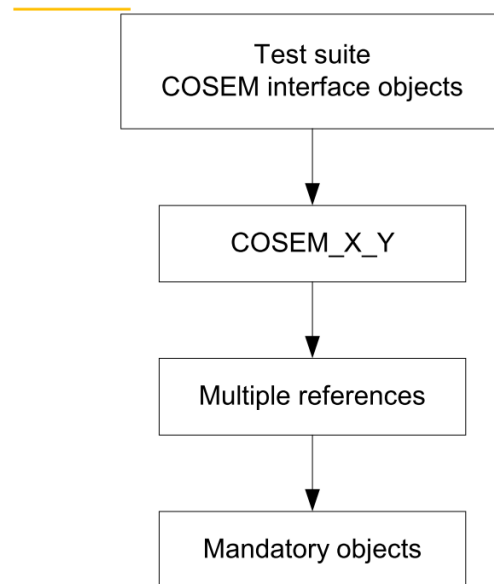 Test suite
COSEM interface objects
COSEM_X_Y
Multiple references
Mandatory objects